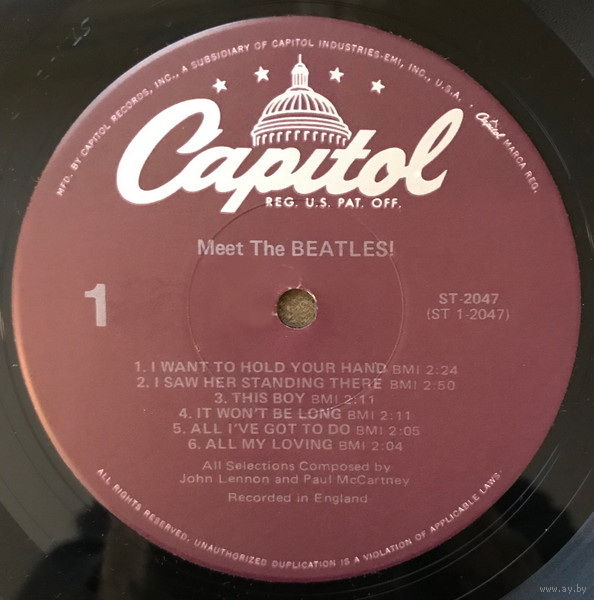 MFD. BY CAPITOL RECORDS, INC., A SUBSIDIARY OF CAPITOL INDUSTRIES-EMI, INC., U.S.A. · Capitol MARCA REG.
Capitol
REG. U.S. PAT. OFF.
Meet The BEATLES!
1
ST-2047
(ST 1-2047)
1. I WANT TO HOLD YOUR HAND BMI 2:24
2. I SAW HER STANDING THERE BMI 2:50
3. THIS BOY BMI 2:11
4. IT WON'T BE LONG BMI 2:11
5. ALL I'VE GOT TO DO BMI 2:05
6. ALL MY LOVING BMI 2:04
All Selections Composed by
John Lennon and Paul McCartney
Recorded in England
ALL RIGHTS RESERVED. UNAUTHORIZED DUPLICATION IS A VIOLATION OF APPLICABLE LAWS.
www.ay.by